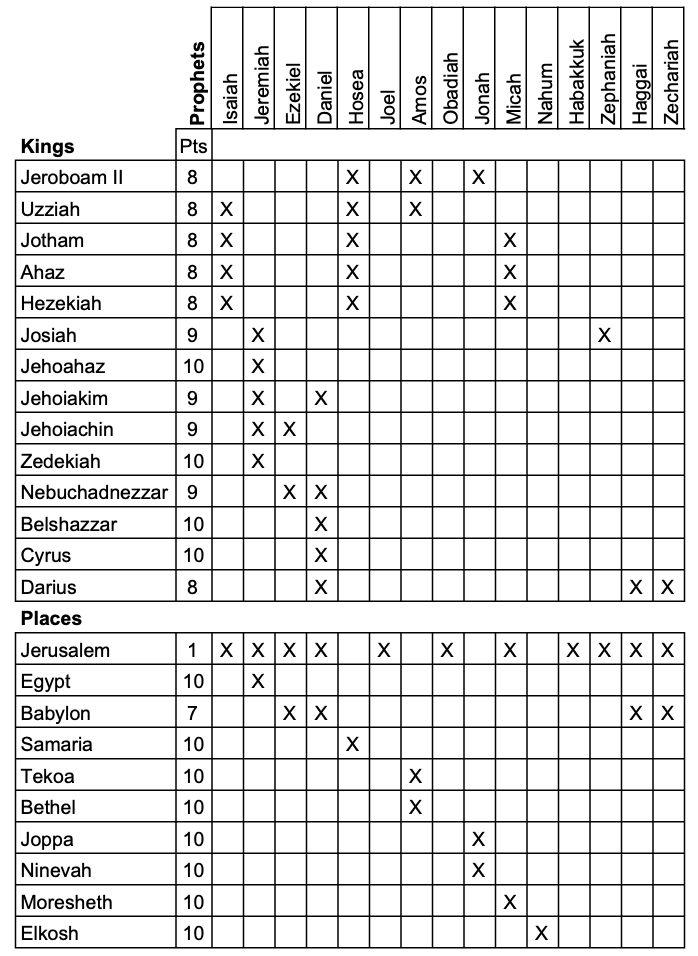 Prophets Isaiah Jeremiah Ezekiel Daniel Hosea Joel Amos Obadiah Jonah Micah Nahum Habakkuk Zephaniah Haggai Zechariah
Kings Pts
Jeroboam II 8 X X X
Uzziah 8 X X X
Jotham 8 X X X
Ahaz 8 X X X
Hezekiah 8 X X X
Josiah 9 X X
Jehoahaz 10 X
Jehoiakim 9 X X
Jehoiachin 9 X X
Zedekiah 10 X
Nebuchadnezzar 9 X X
Belshazzar 10 X
Cyrus 10 X
Darius 8 X X X
Places
Jerusalem 1 X X X X X X X X X X X
Egypt 10 X
Babylon 7 X X X X
Samaria 10 X
Tekoa 10 X
Bethel 10 X
Joppa 10 X
Ninevah 10 X
Moresheth 10 X
Elkosh 10 X